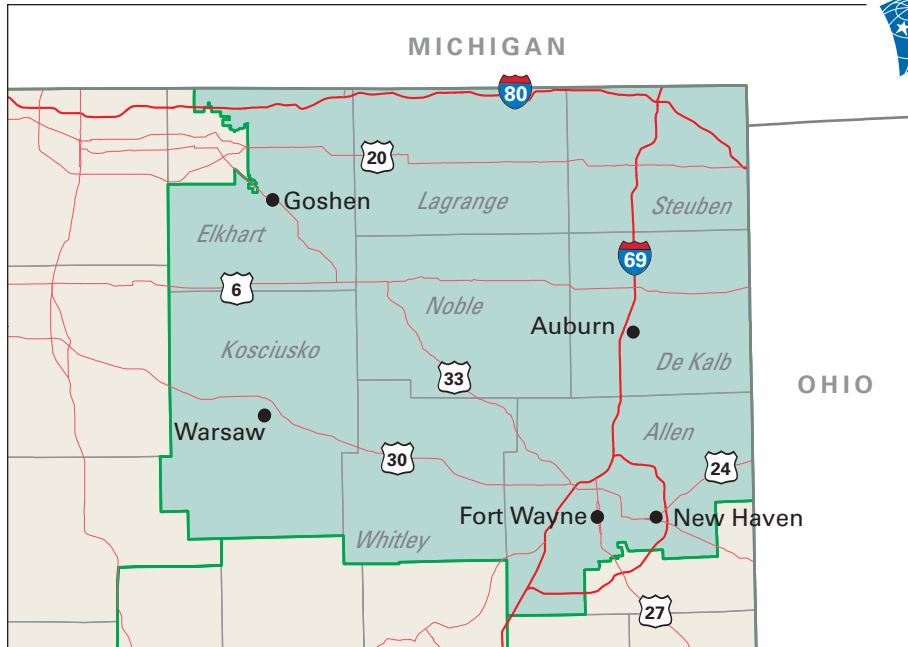 MICHIGAN
80
20
Goshen
Lagrange
Steuben
Elkhart
69
6
Noble
Auburn
Kosciusko
De Kalb
33
OHIO
Warsaw
Allen
30
24
Fort Wayne
New Haven
Whitley
27